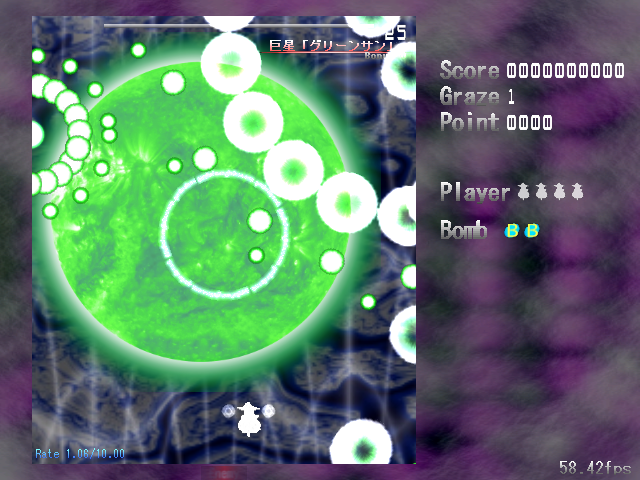 25
巨星「グリーンサン」
Score 0000000000
Graze 1
Point 0000
Player
Bomb B B
Rate 1.06/10.00
58.42fps